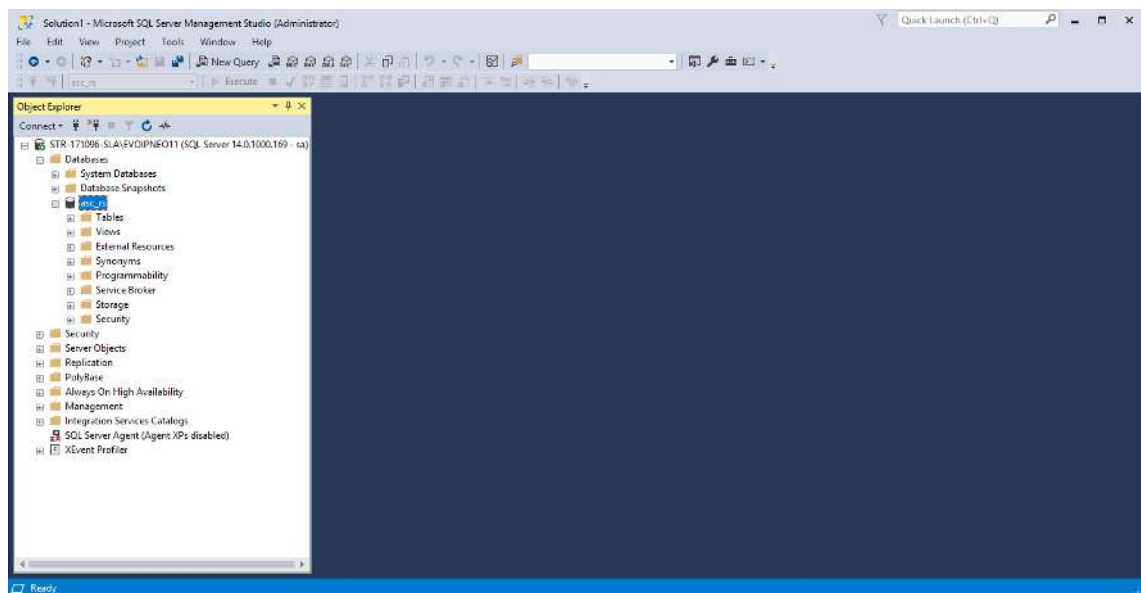 Solution1 - Microsoft SQL Server Management Studio (Administrator)
Quick Launch (Ctrl+Q)
File Edit View Project Tools Window Help
New Query
Execute
Object Explorer
Connect
STR-171096-SLA\EVOIPNEO11 (SQL Server 14.0.1000.169 - sa)
Databases
System Databases
Database Snapshots
Tables
Views
External Resources
Synonyms
Programmability
Service Broker
Storage
Security
Security
Server Objects
Replication
PolyBase
Always On High Availability
Management
Integration Services Catalogs
SQL Server Agent (Agent XPs disabled)
XEvent Profiler
Ready